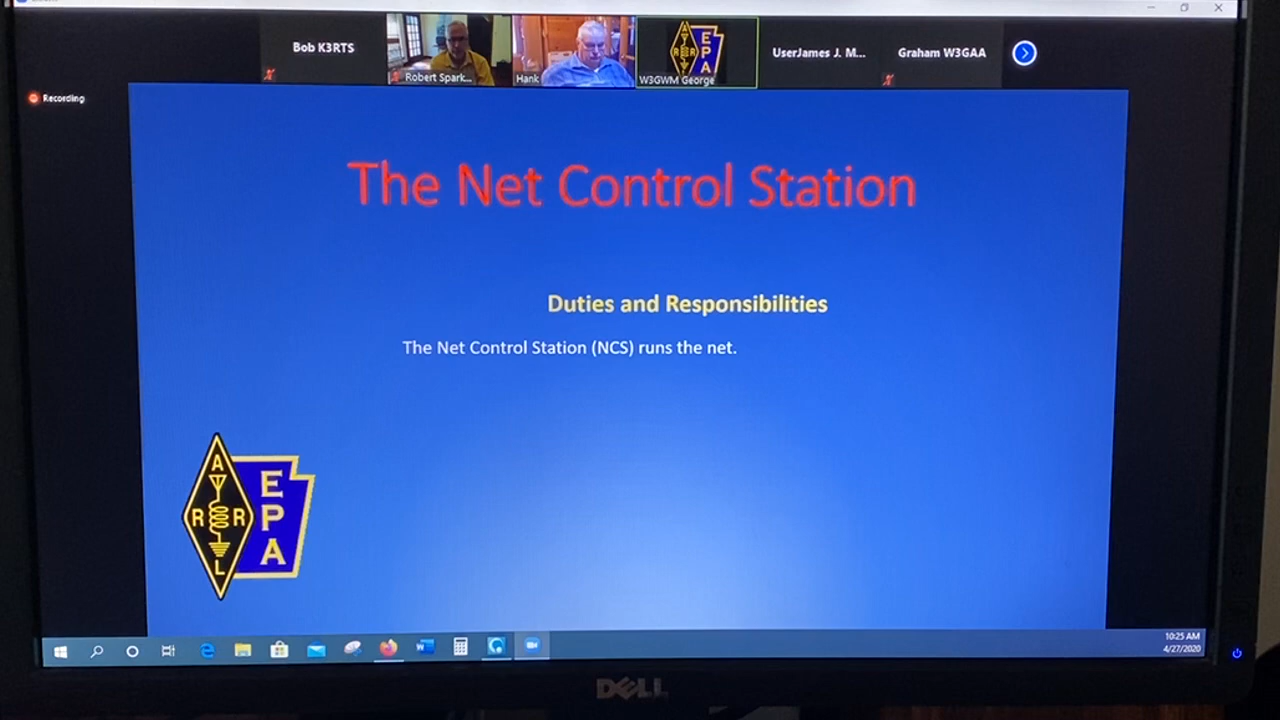 Bob K3RTS
Robert Spark...
Hank
W3GWM George
UserJames J. M...
Graham W3GAA
Recording
The Net Control Station
Duties and Responsibilities
The Net Control Station (NCS) runs the net.
A
R R
L
E
P
A
10:25 AM
4/27/2020
DELL